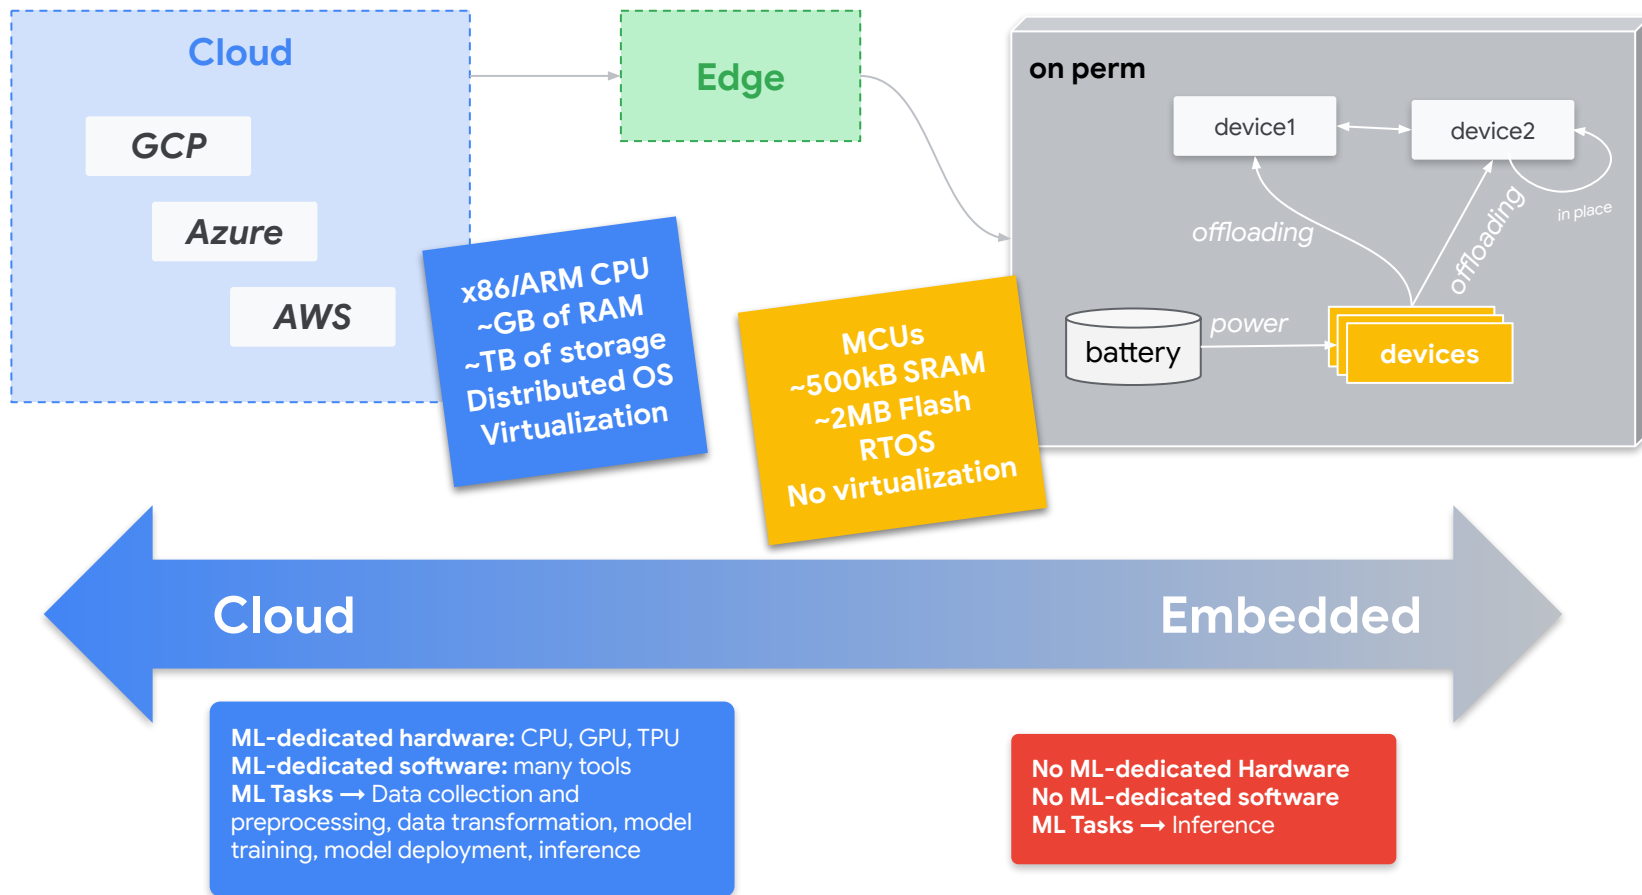 Cloud
GCP
Azure
AWS
Edge
on perm
device1
device2
in place
offloading
offloading
power
battery
devices
x86/ARM CPU
~GB of RAM
~TB of storage
Distributed OS
Virtualization
MCUs
~500kB SRAM
~2MB Flash
RTOS
No virtualization
Cloud
Embedded
ML-dedicated hardware: CPU, GPU, TPU
ML-dedicated software: many tools
ML Tasks → Data collection and
preprocessing, data transformation, model
training, model deployment, inference
No ML-dedicated Hardware
No ML-dedicated software
ML Tasks → Inference